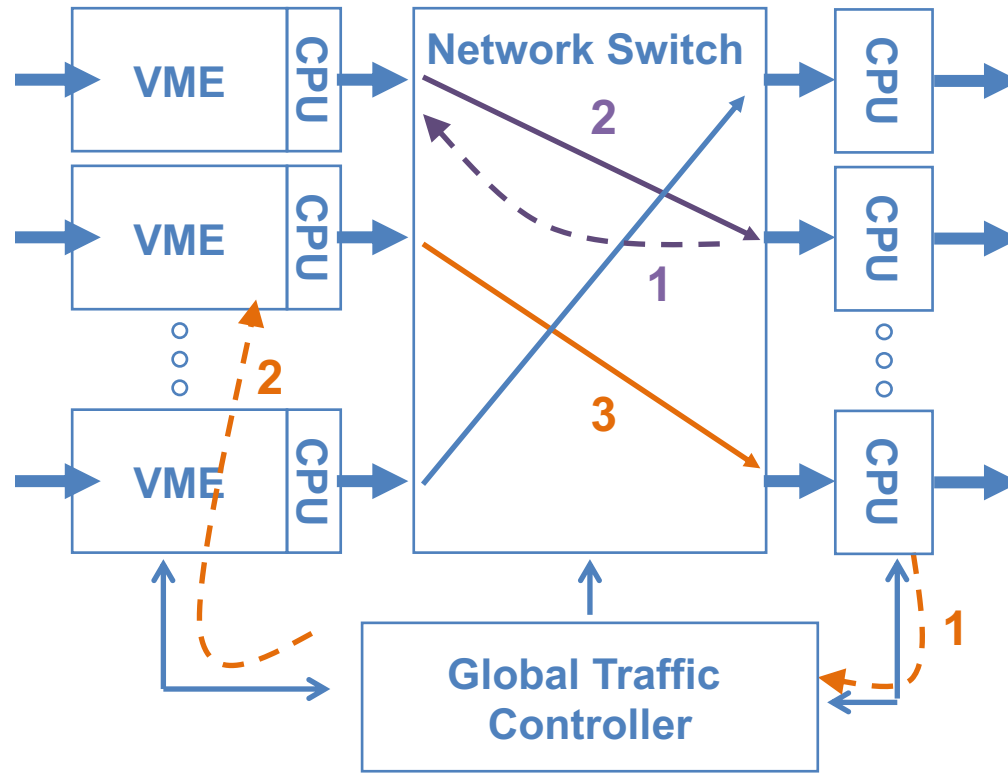 VME
CPU
Network Switch
CPU
2
VME
CPU
CPU
1
2
3
VME
CPU
CPU
1
Global Traffic
Controller